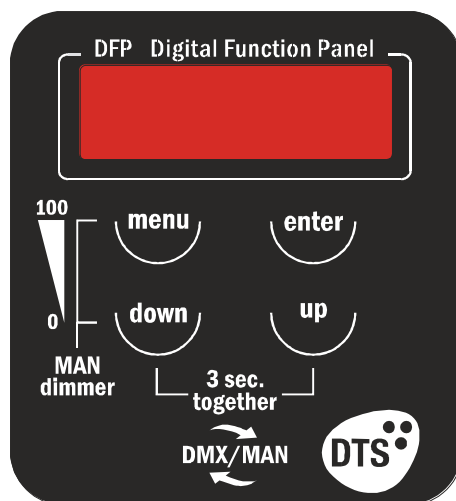 DFP Digital Function Panel
100
menu enter
0
down up
MAN
dimmer
3 sec.
together
DMX/MAN
DTS